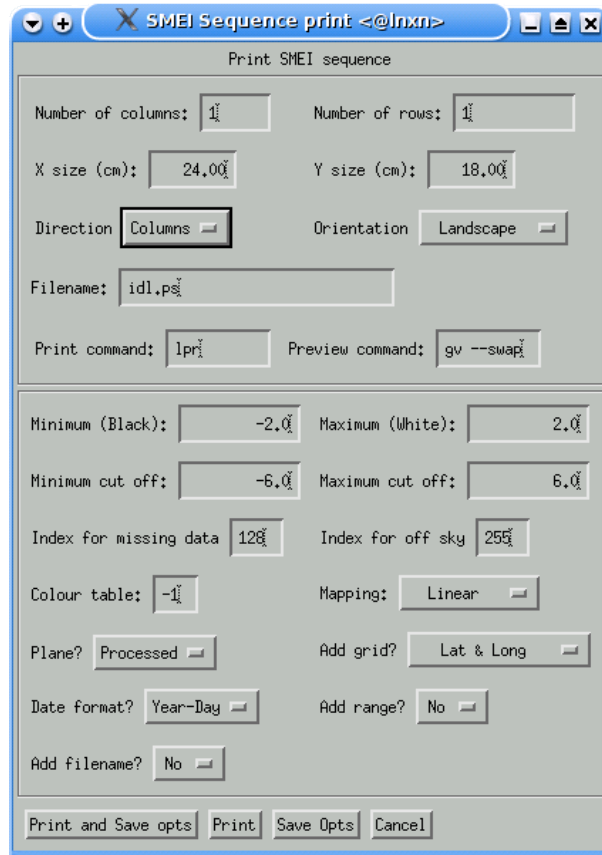 SMEI Sequence print <@lnxn>
Print SMEI sequence
Number of columns: 1 Number of rows: 1
X size (cm): 24.00 Y size (cm): 18.00
Direction Columns Orientation Landscape
Filename: idl.ps
Print command: lpr Preview command: gv --swap
Minimum (Black): -2.0 Maximum (White): 2.0
Minimum cut off: -6.0 Maximum cut off: 6.0
Index for missing data 128 Index for off sky 255
Colour table: -1 Mapping: Linear
Plane? Processed Add grid? Lat & Long
Date format? Year-Day Add range? No
Add filename? No
Print and Save opts Print Save Opts Cancel